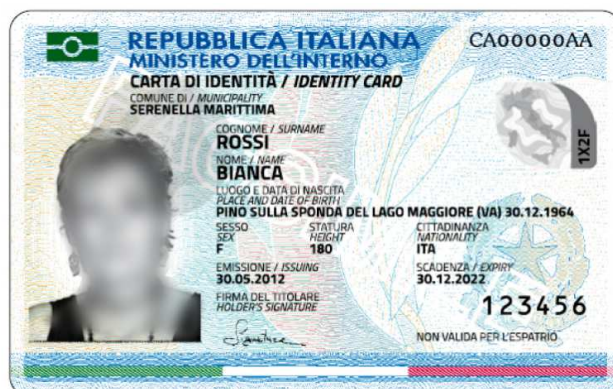 REPUBBLICA ITALIANA
CA00000AA
MINISTERO DELL'INTERNO
CARTA DI IDENTITÀ / IDENTITY CARD
COMUNE DI / MUNICIPALITY
SERENELLA MARITTIMA
COGNOME / SURNAME
ROSSI
NOME / NAME
BIANCA
LUOGO E DATA DI NASCITA
PLACE AND DATE OF BIRTH
PINO SULLA SPONDA DEL LAGO MAGGIORE (VA) 30.12.1964
SESSO STATURA CITTADINANZA
SEX HEIGHT NATIONALITY
F 180 ITA
EMISSIONE / ISSUING SCADENZA / EXPIRY
30.05.2012 30.12.2022
FIRMA DEL TITOLARE
HOLDER'S SIGNATURE
123456
NON VALIDA PER L'ESPATRIO
1X2F